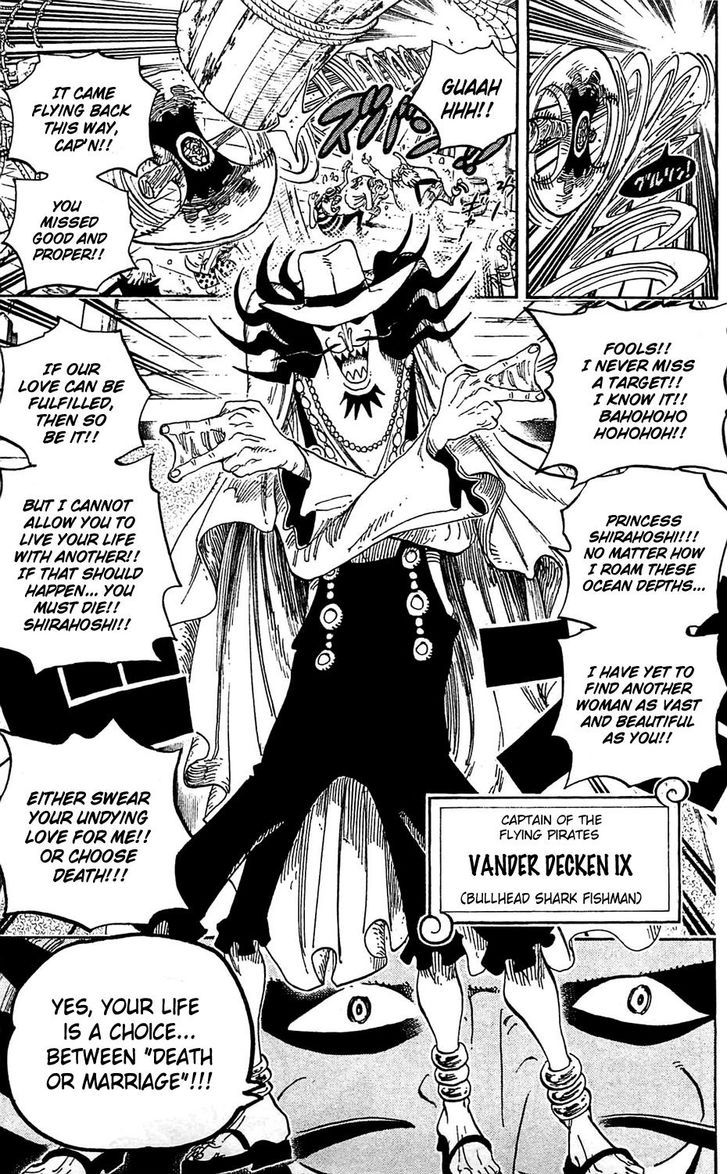 グルリン!
GUAAH
HHH!!
IT CAME
FLYING BACK
THIS WAY,
CAP'N!!
YOU
MISSED
GOOD AND
PROPER!!
FOOLS!!
I NEVER MISS
A TARGET!!
I KNOW IT!!
BAHOHOHO
HOHOHOH!!
PRINCESS
SHIRAHOSHI!!!
NO MATTER HOW
I ROAM THESE
OCEAN DEPTHS...
I HAVE YET TO
FIND ANOTHER
WOMAN AS VAST
AND BEAUTIFUL
AS YOU!!
IF OUR
LOVE CAN BE
FULFILLED,
THEN SO
BE IT!!
BUT I CANNOT
ALLOW YOU TO
LIVE YOUR LIFE
WITH ANOTHER!!
IF THAT SHOULD
HAPPEN... YOU
MUST DIE!!
SHIRAHOSHI!!
EITHER SWEAR
YOUR UNDYING
LOVE FOR ME!!
OR CHOOSE
DEATH!!!
CAPTAIN OF THE
FLYING PIRATES
VANDER DECKEN IX
(BULLHEAD SHARK FISHMAN)
YES, YOUR LIFE
IS A CHOICE...
BETWEEN "DEATH
OR MARRIAGE"!!!